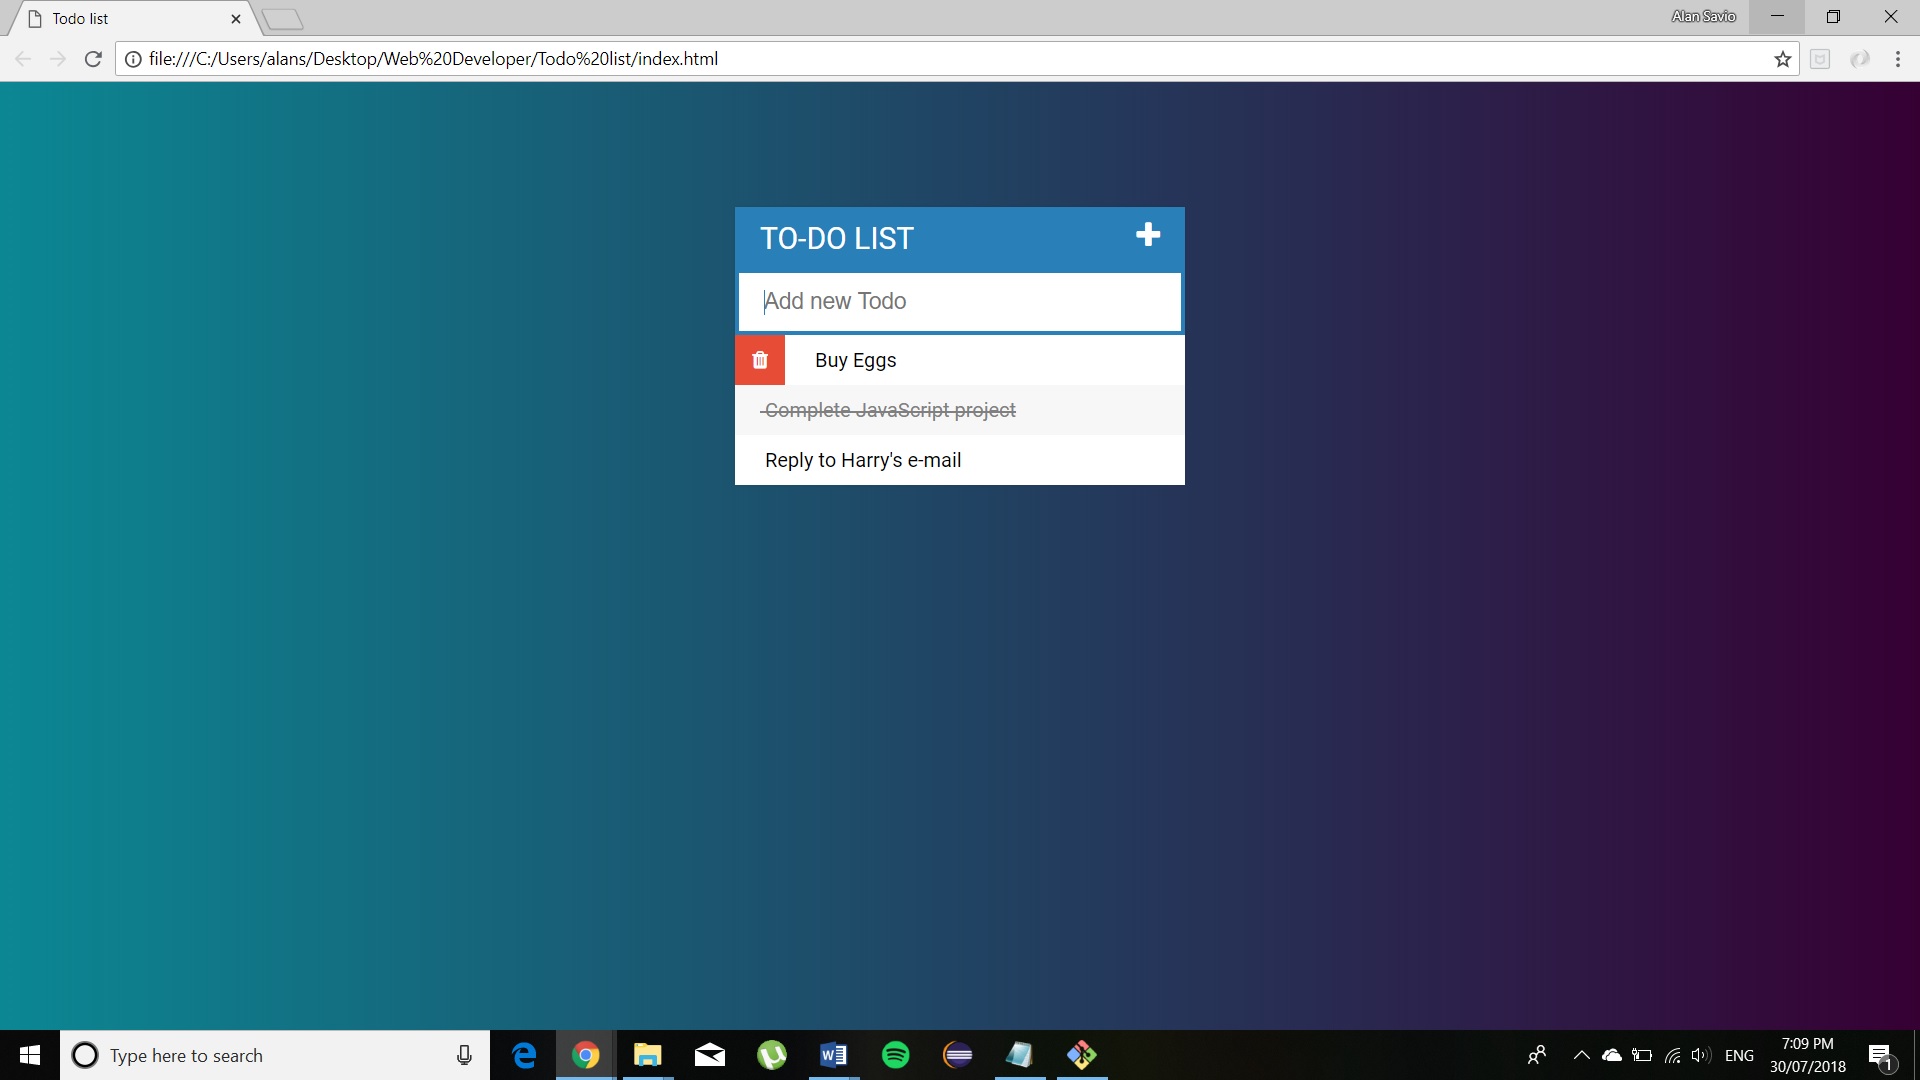 Todo list
Alan Savio
file:///C:/Users/alans/Desktop/Web%20Developer/Todo%20list/index.html
TO-DO LIST
Add new Todo
Buy Eggs
Complete JavaScript project
Reply to Harry's e-mail
Type here to search
ENG
7:09 PM
30/07/2018
1